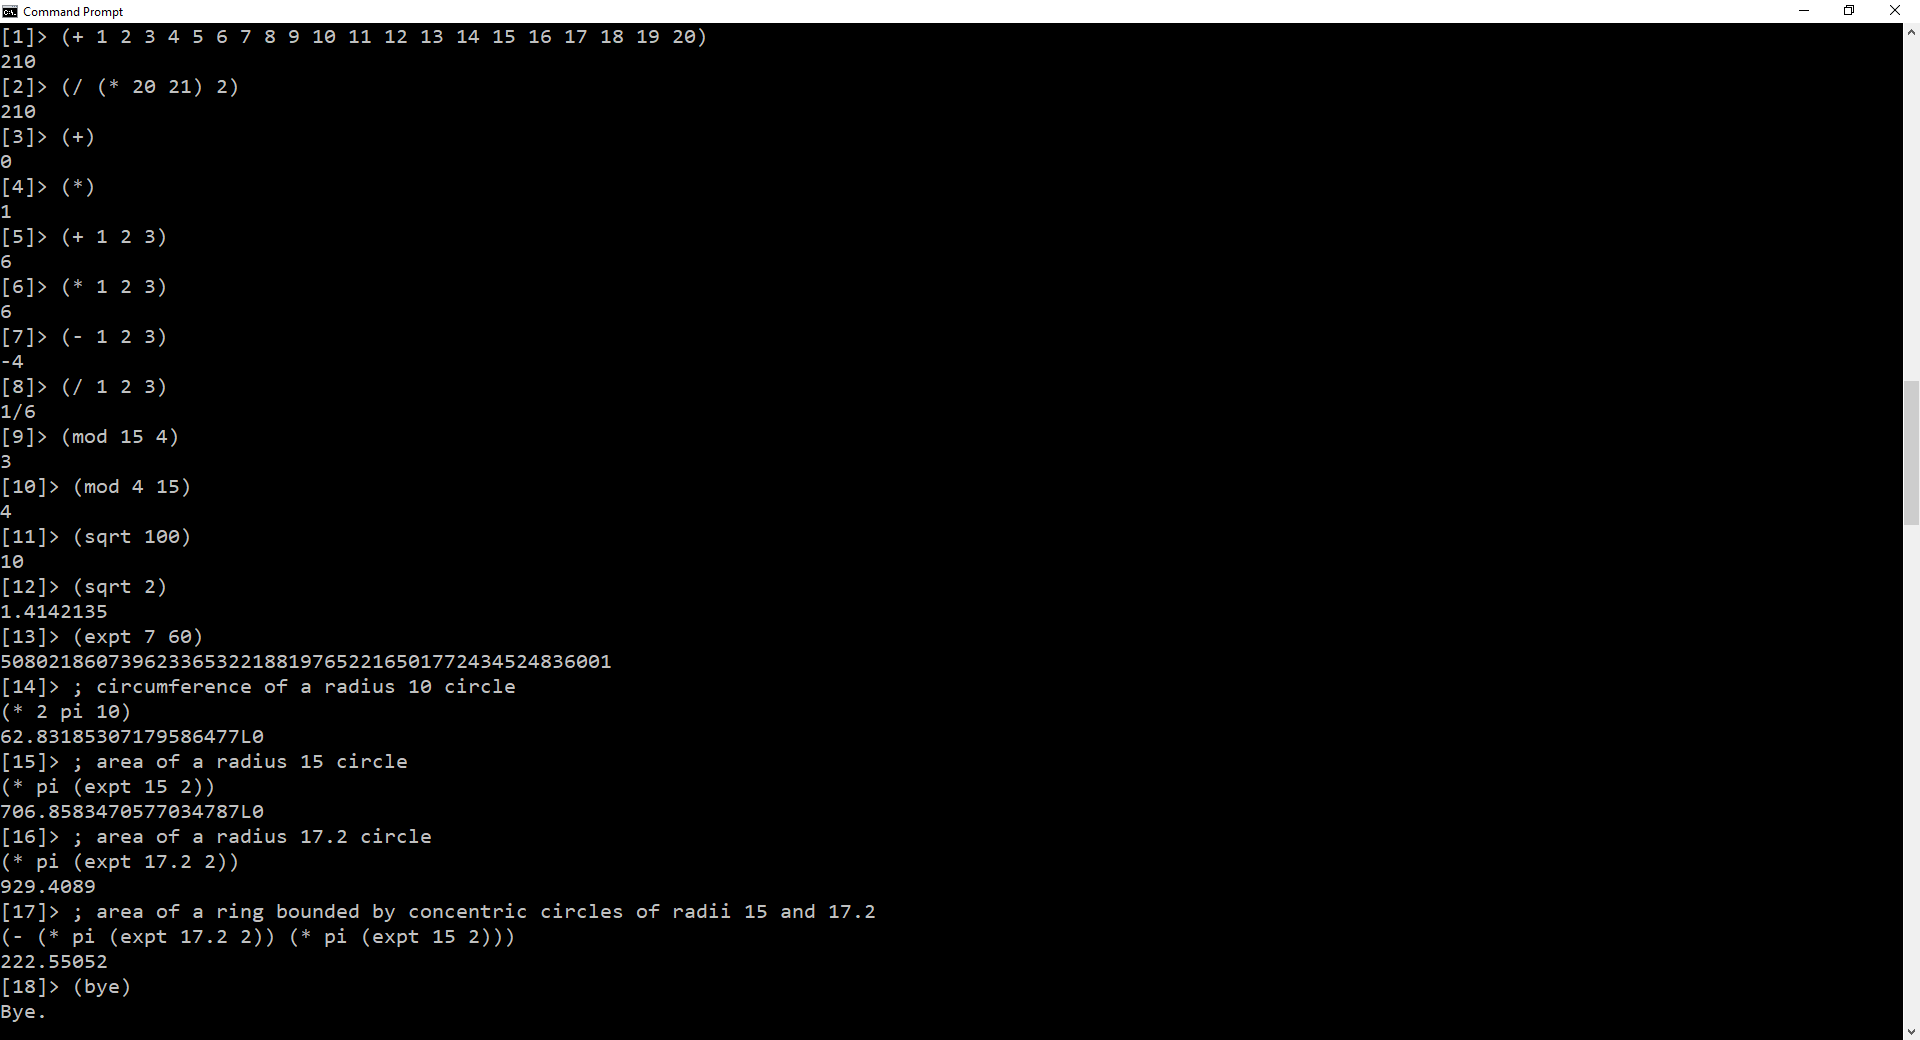 Command Prompt
[1]> (+ 1 2 3 4 5 6 7 8 9 10 11 12 13 14 15 16 17 18 19 20)
210
[2]> (/ (* 20 21) 2)
210
[3]> (+)
0
[4]> (*)
1
[5]> (+ 1 2 3)
6
[6]> (* 1 2 3)
6
[7]> (- 1 2 3)
-4
[8]> (/ 1 2 3)
1/6
[9]> (mod 15 4)
3
[10]> (mod 4 15)
4
[11]> (sqrt 100)
10
[12]> (sqrt 2)
1.4142135
[13]> (expt 7 60)
508021860739623365322188197652216501772434524836001
[14]> ; circumference of a radius 10 circle
(* 2 pi 10)
62.83185307179586477L0
[15]> ; area of a radius 15 circle
(* pi (expt 15 2))
706.8583470577034787L0
[16]> ; area of a radius 17.2 circle
(* pi (expt 17.2 2))
929.4089
[17]> ; area of a ring bounded by concentric circles of radii 15 and 17.2
(- (* pi (expt 17.2 2)) (* pi (expt 15 2)))
222.55052
[18]> (bye)
Bye.